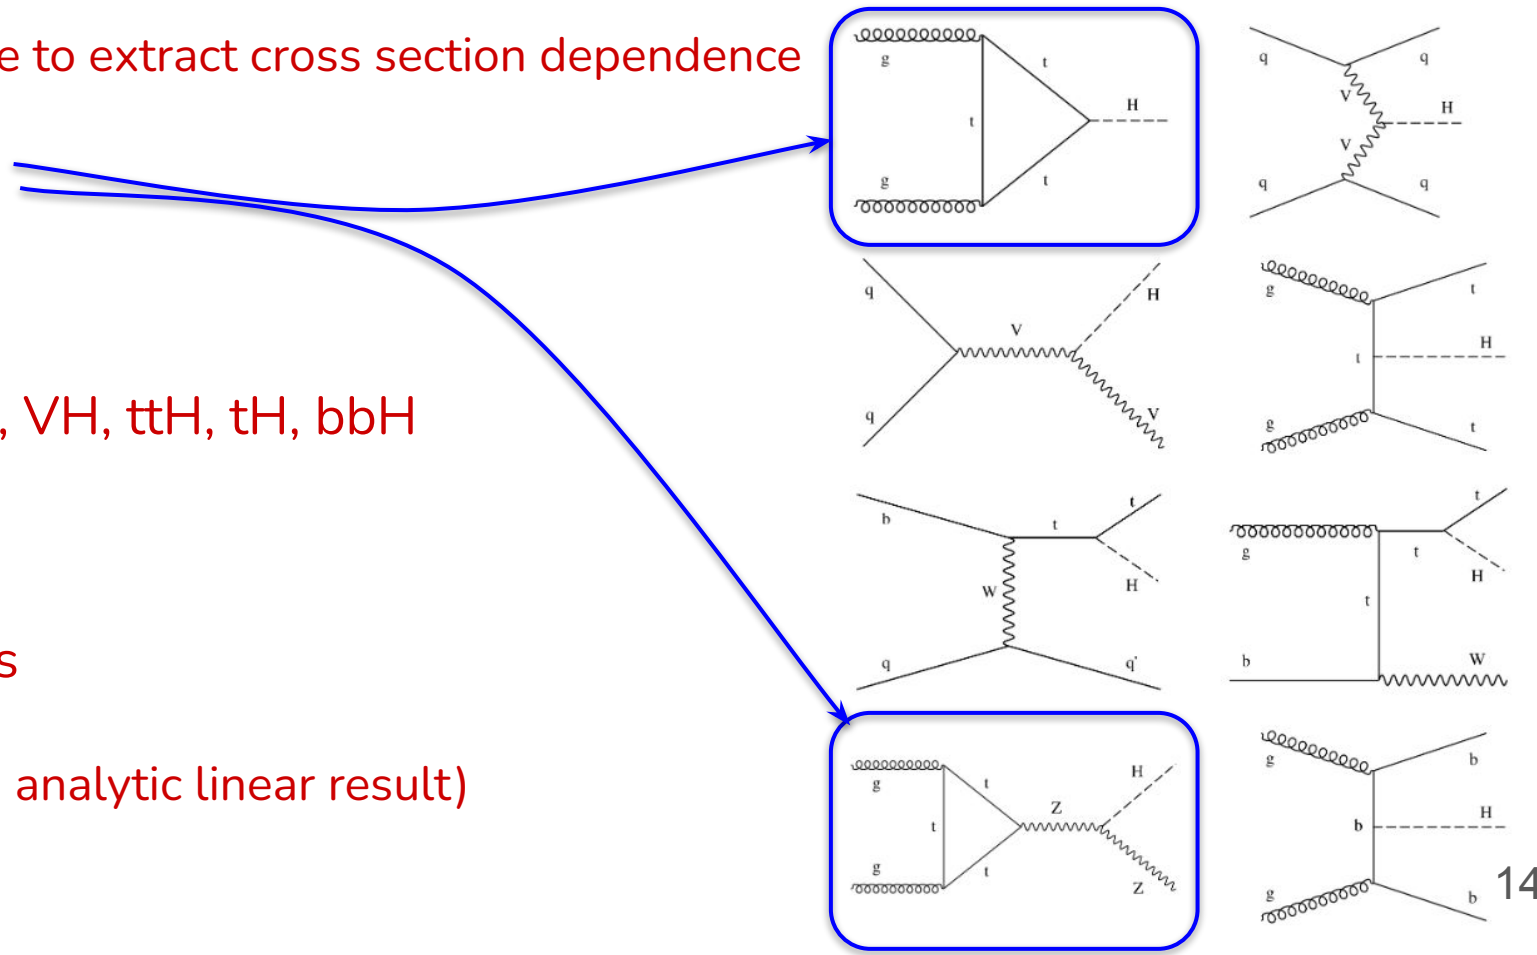 e to extract cross section dependence
, VH, ttH, tH, bbH
s
analytic linear result)
g
t
H
t
g
t
q
q
V
H
V
q
q
q
H
V
q
V
g
t
H
t
g
t
b
t
t
W
H
q
q'
t
g
t
H
t
b
W
g
t
Z
H
t
g
t
Z
g
b
H
b
g
b
14